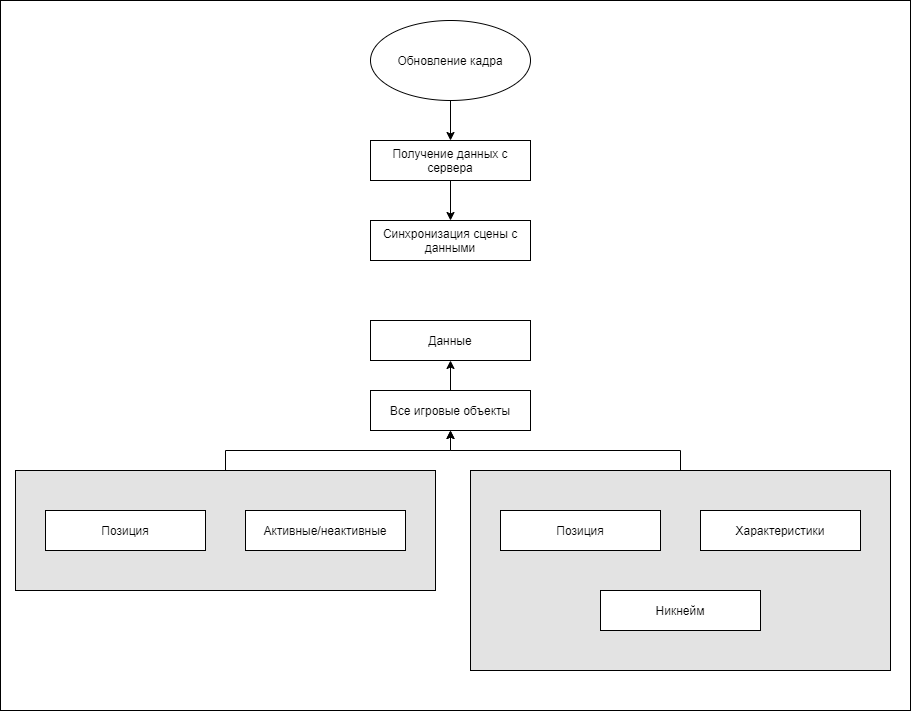 Обновление кадра
Получение данных с
сервера
Синхронизация сцены с
данными
Данные
Все игровые объекты
Позиция
Активные/неактивные
Позиция
Характеристики
Никнейм